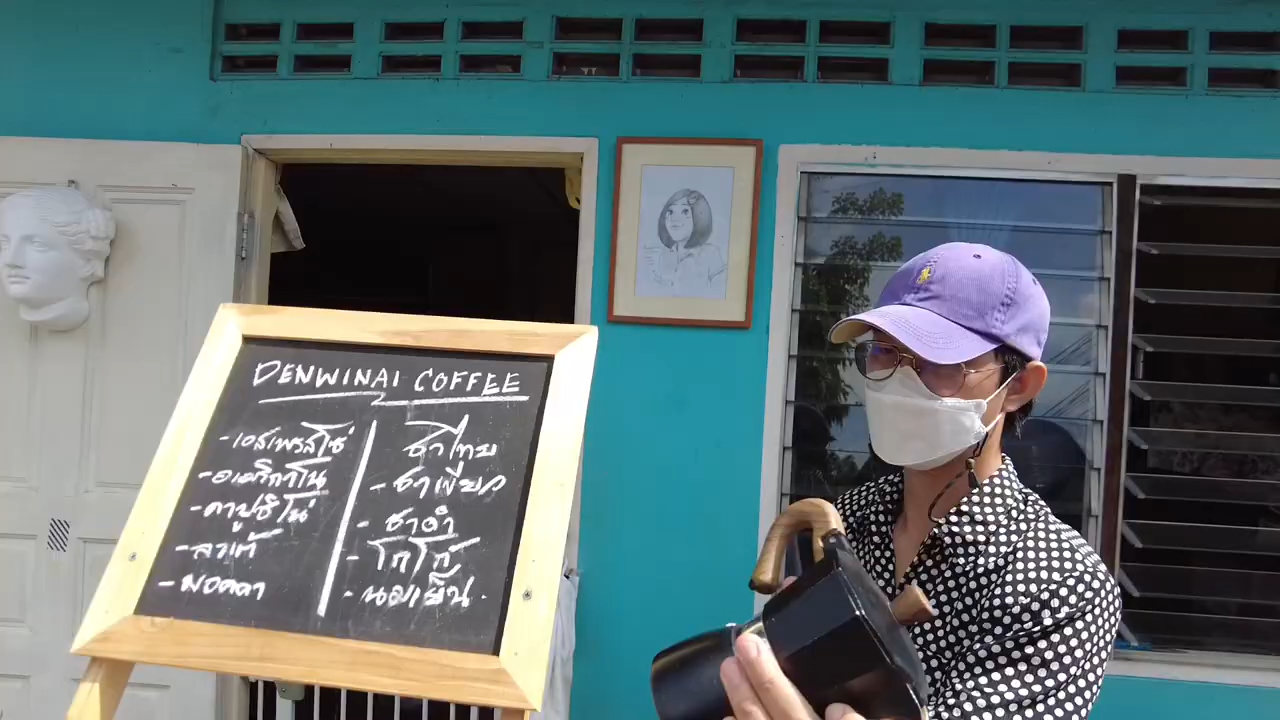 DENWINAI COFFEE
-เอสเพรสโซ่
-อเมริกาโน
-คาปูชิโน่
-ลาเต้
-มอคคา
ชาไทย
-ชาเขียว
-ชาดำ
-โกโก้
-นมเย็น